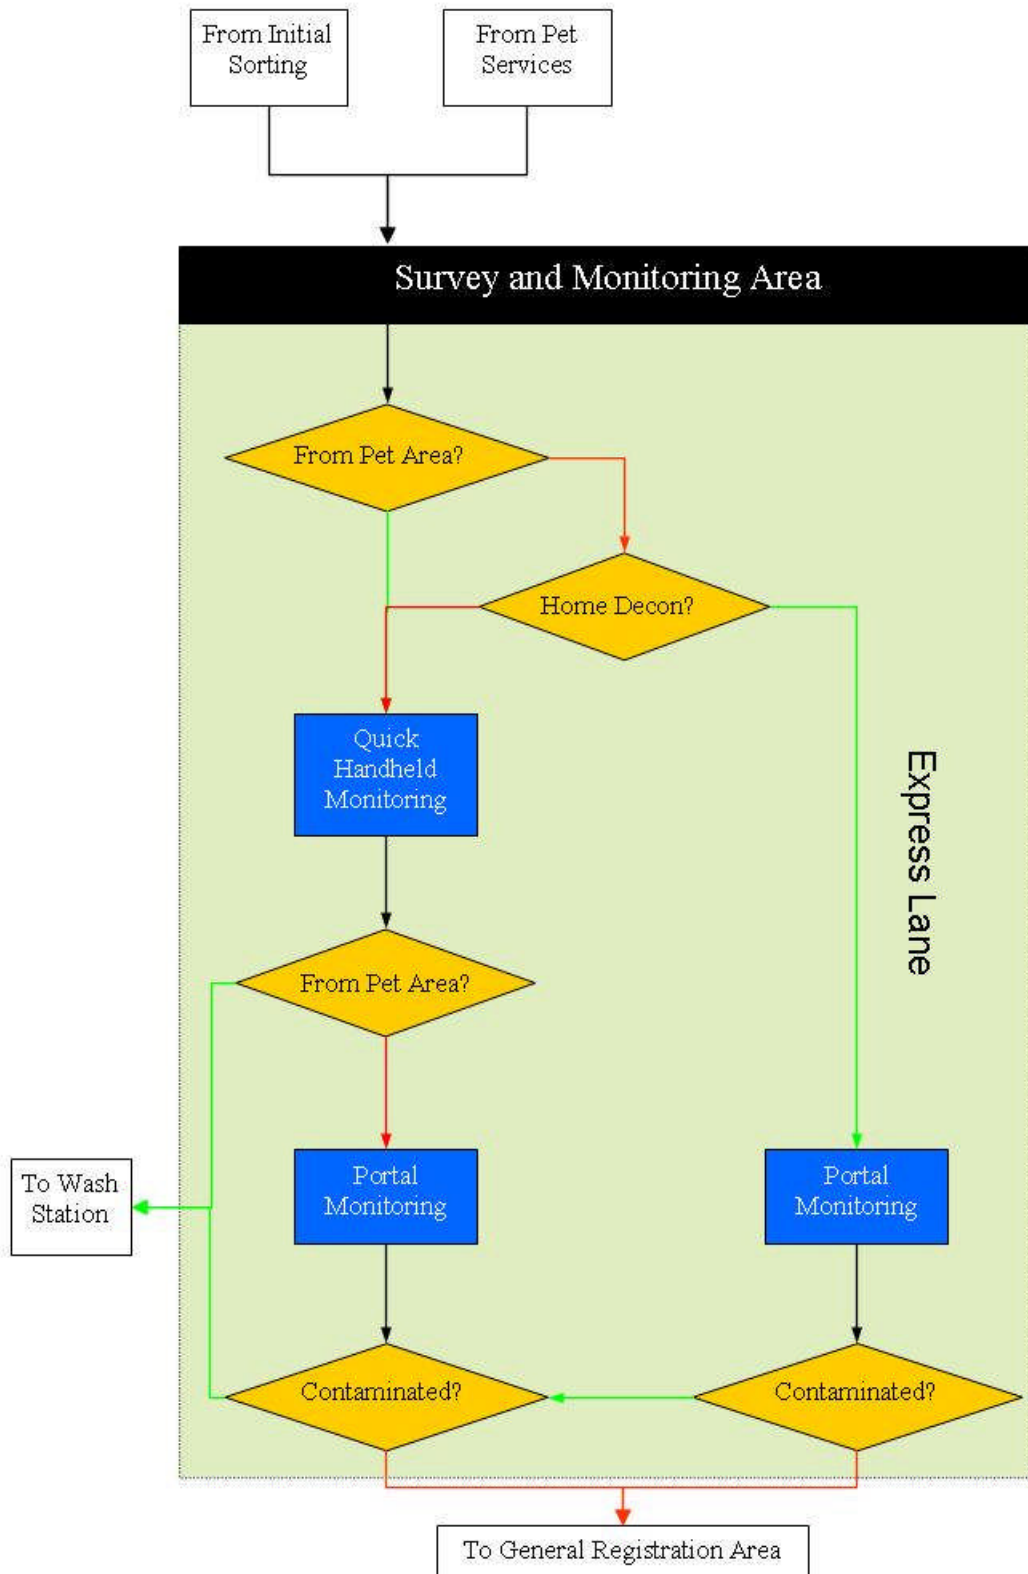 From Initial
Sorting
From Pet
Services
Survey and Monitoring Area
From Pet Area?
Home Decon?
Quick
Handheld
Monitoring
Express Lane
From Pet Area?
To Wash
Station
Portal
Monitoring
Portal
Monitoring
Contaminated?
Contaminated?
To General Registration Area